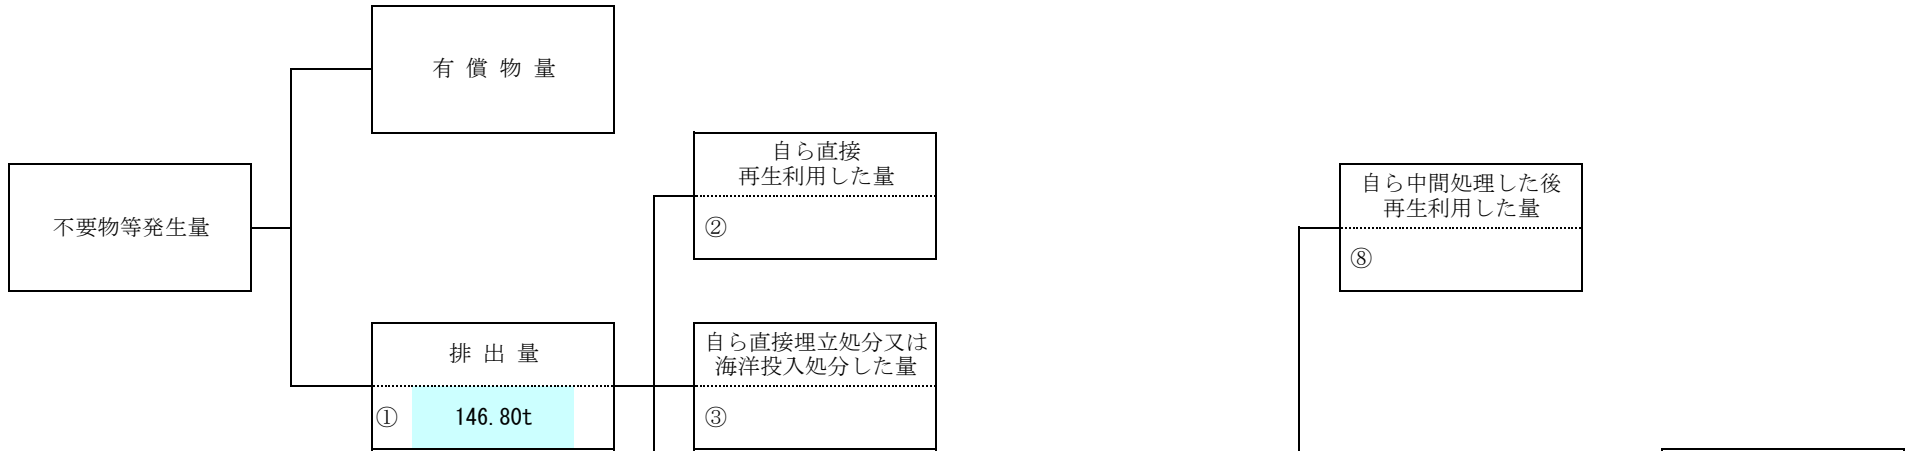 有 償 物 量
自ら直接
再生利用した量
②
自ら中間処理した後
再生利用した量
⑧
不要物等発生量
排 出 量
① 146.80t
自ら直接埋立処分又は
海洋投入処分した量
③